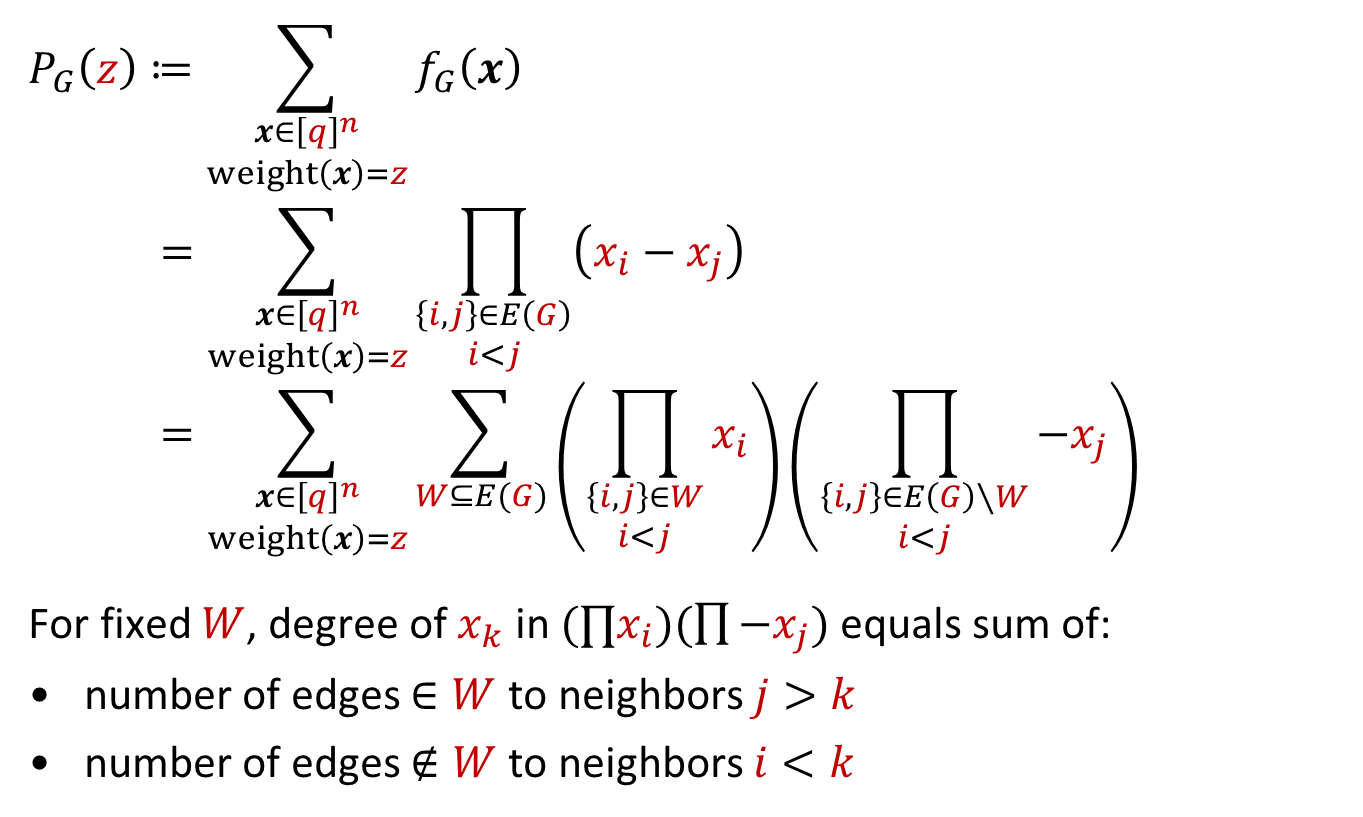 P_G(z) ≔ ∑ f_G(x)
x∈[q]^n
weight(x)=z
= ∑ ∏ (x_i − x_j)
x∈[q]^n {i,j}∈E(G)
weight(x)=z i<j
= ∑ ∑ (∏ x_i) (∏ −x_j)
x∈[q]^n W⊆E(G) {i,j}∈W {i,j}∈E(G)\W
weight(x)=z i<j i<j
For fixed W, degree of x_k in (∏x_i)(∏ −x_j) equals sum of:
• number of edges ∈ W to neighbors j > k
• number of edges ∉ W to neighbors i < k